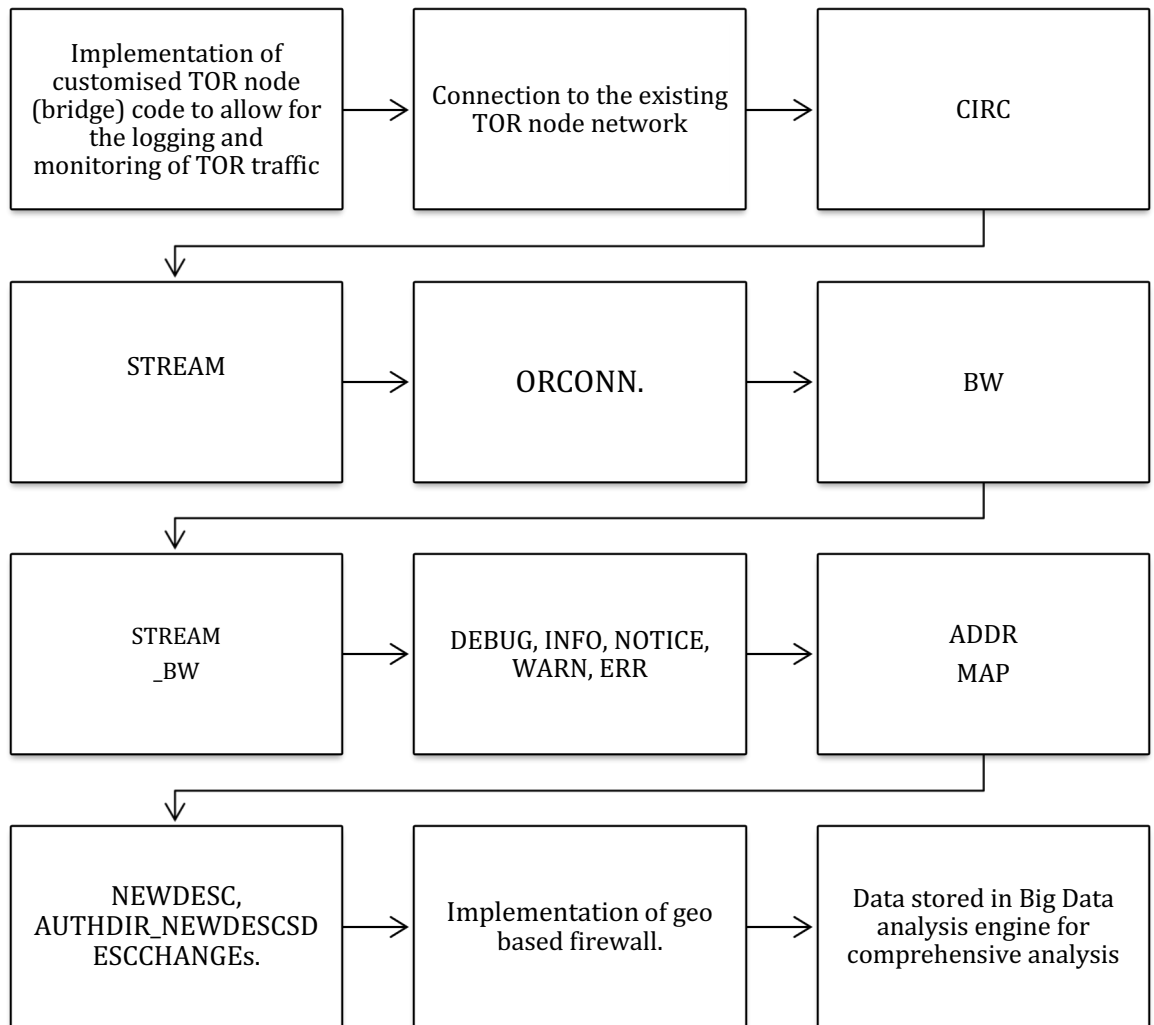 Implementation of
customised TOR node
(bridge) code to allow for
the logging and
monitoring of TOR traffic
Connection to the existing
TOR node network
CIRC
STREAM
ORCONN.
BW
STREAM
_BW
DEBUG, INFO, NOTICE,
WARN, ERR
ADDR
MAP
NEWDESC,
AUTHDIR_NEWDESCSD
ESCCHANGEs.
Implementation of geo
based firewall.
Data stored in Big Data
analysis engine for
comprehensive analysis